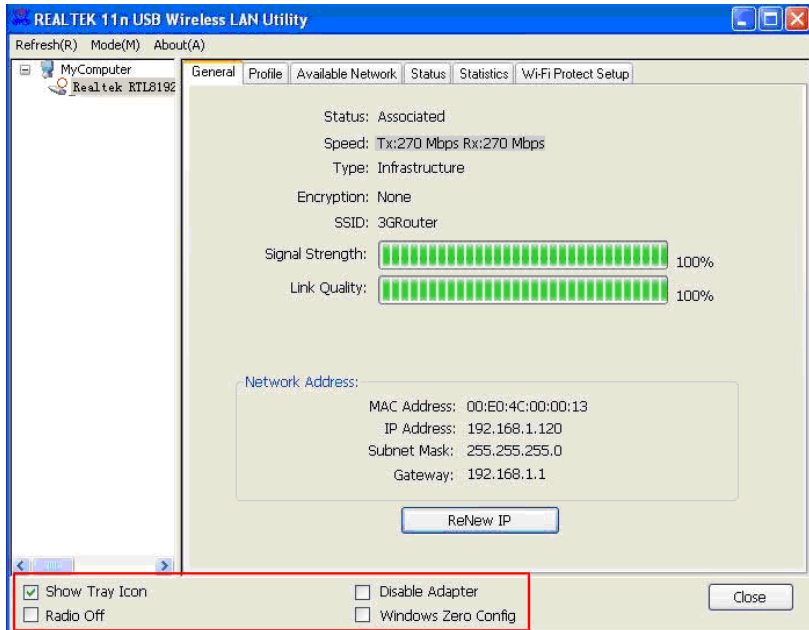 REALTEK 11n USB Wireless LAN Utility
Refresh(R) Mode(M) About(A)
MyComputer
Realtek RTL8192
General Profile Available Network Status Statistics Wi-Fi Protect Setup
Status: Associated
Speed: Tx:270 Mbps Rx:270 Mbps
Type: Infrastructure
Encryption: None
SSID: 3GRouter
Signal Strength: 100%
Link Quality: 100%
Network Address:
MAC Address: 00:E0:4C:00:00:13
IP Address: 192.168.1.120
Subnet Mask: 255.255.255.0
Gateway: 192.168.1.1
ReNew IP
Show Tray Icon Disable Adapter
Radio Off Windows Zero Config
Close